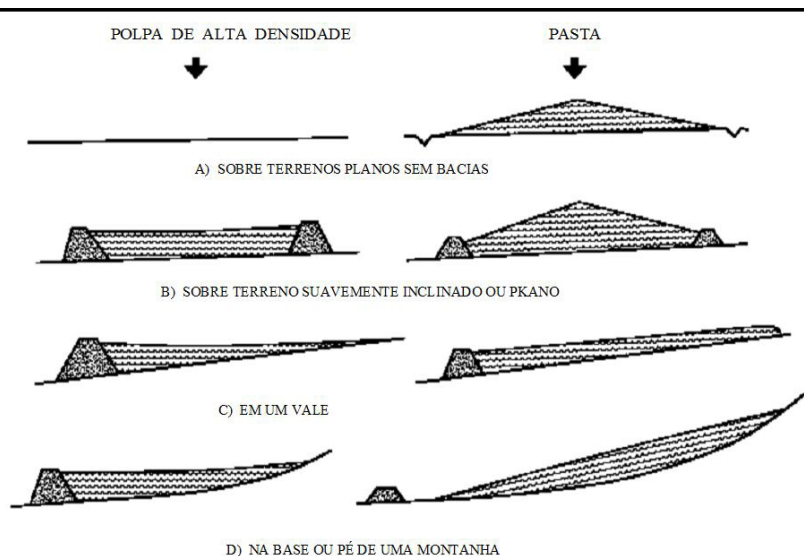 POLPA DE ALTA DENSIDADE PASTA
A) SOBRE TERRENOS PLANOS SEM BACIAS
B) SOBRE TERRENO SUAVEMENTE INCLINADO OU PKANO
C) EM UM VALE
D) NA BASE OU PÉ DE UMA MONTANHA